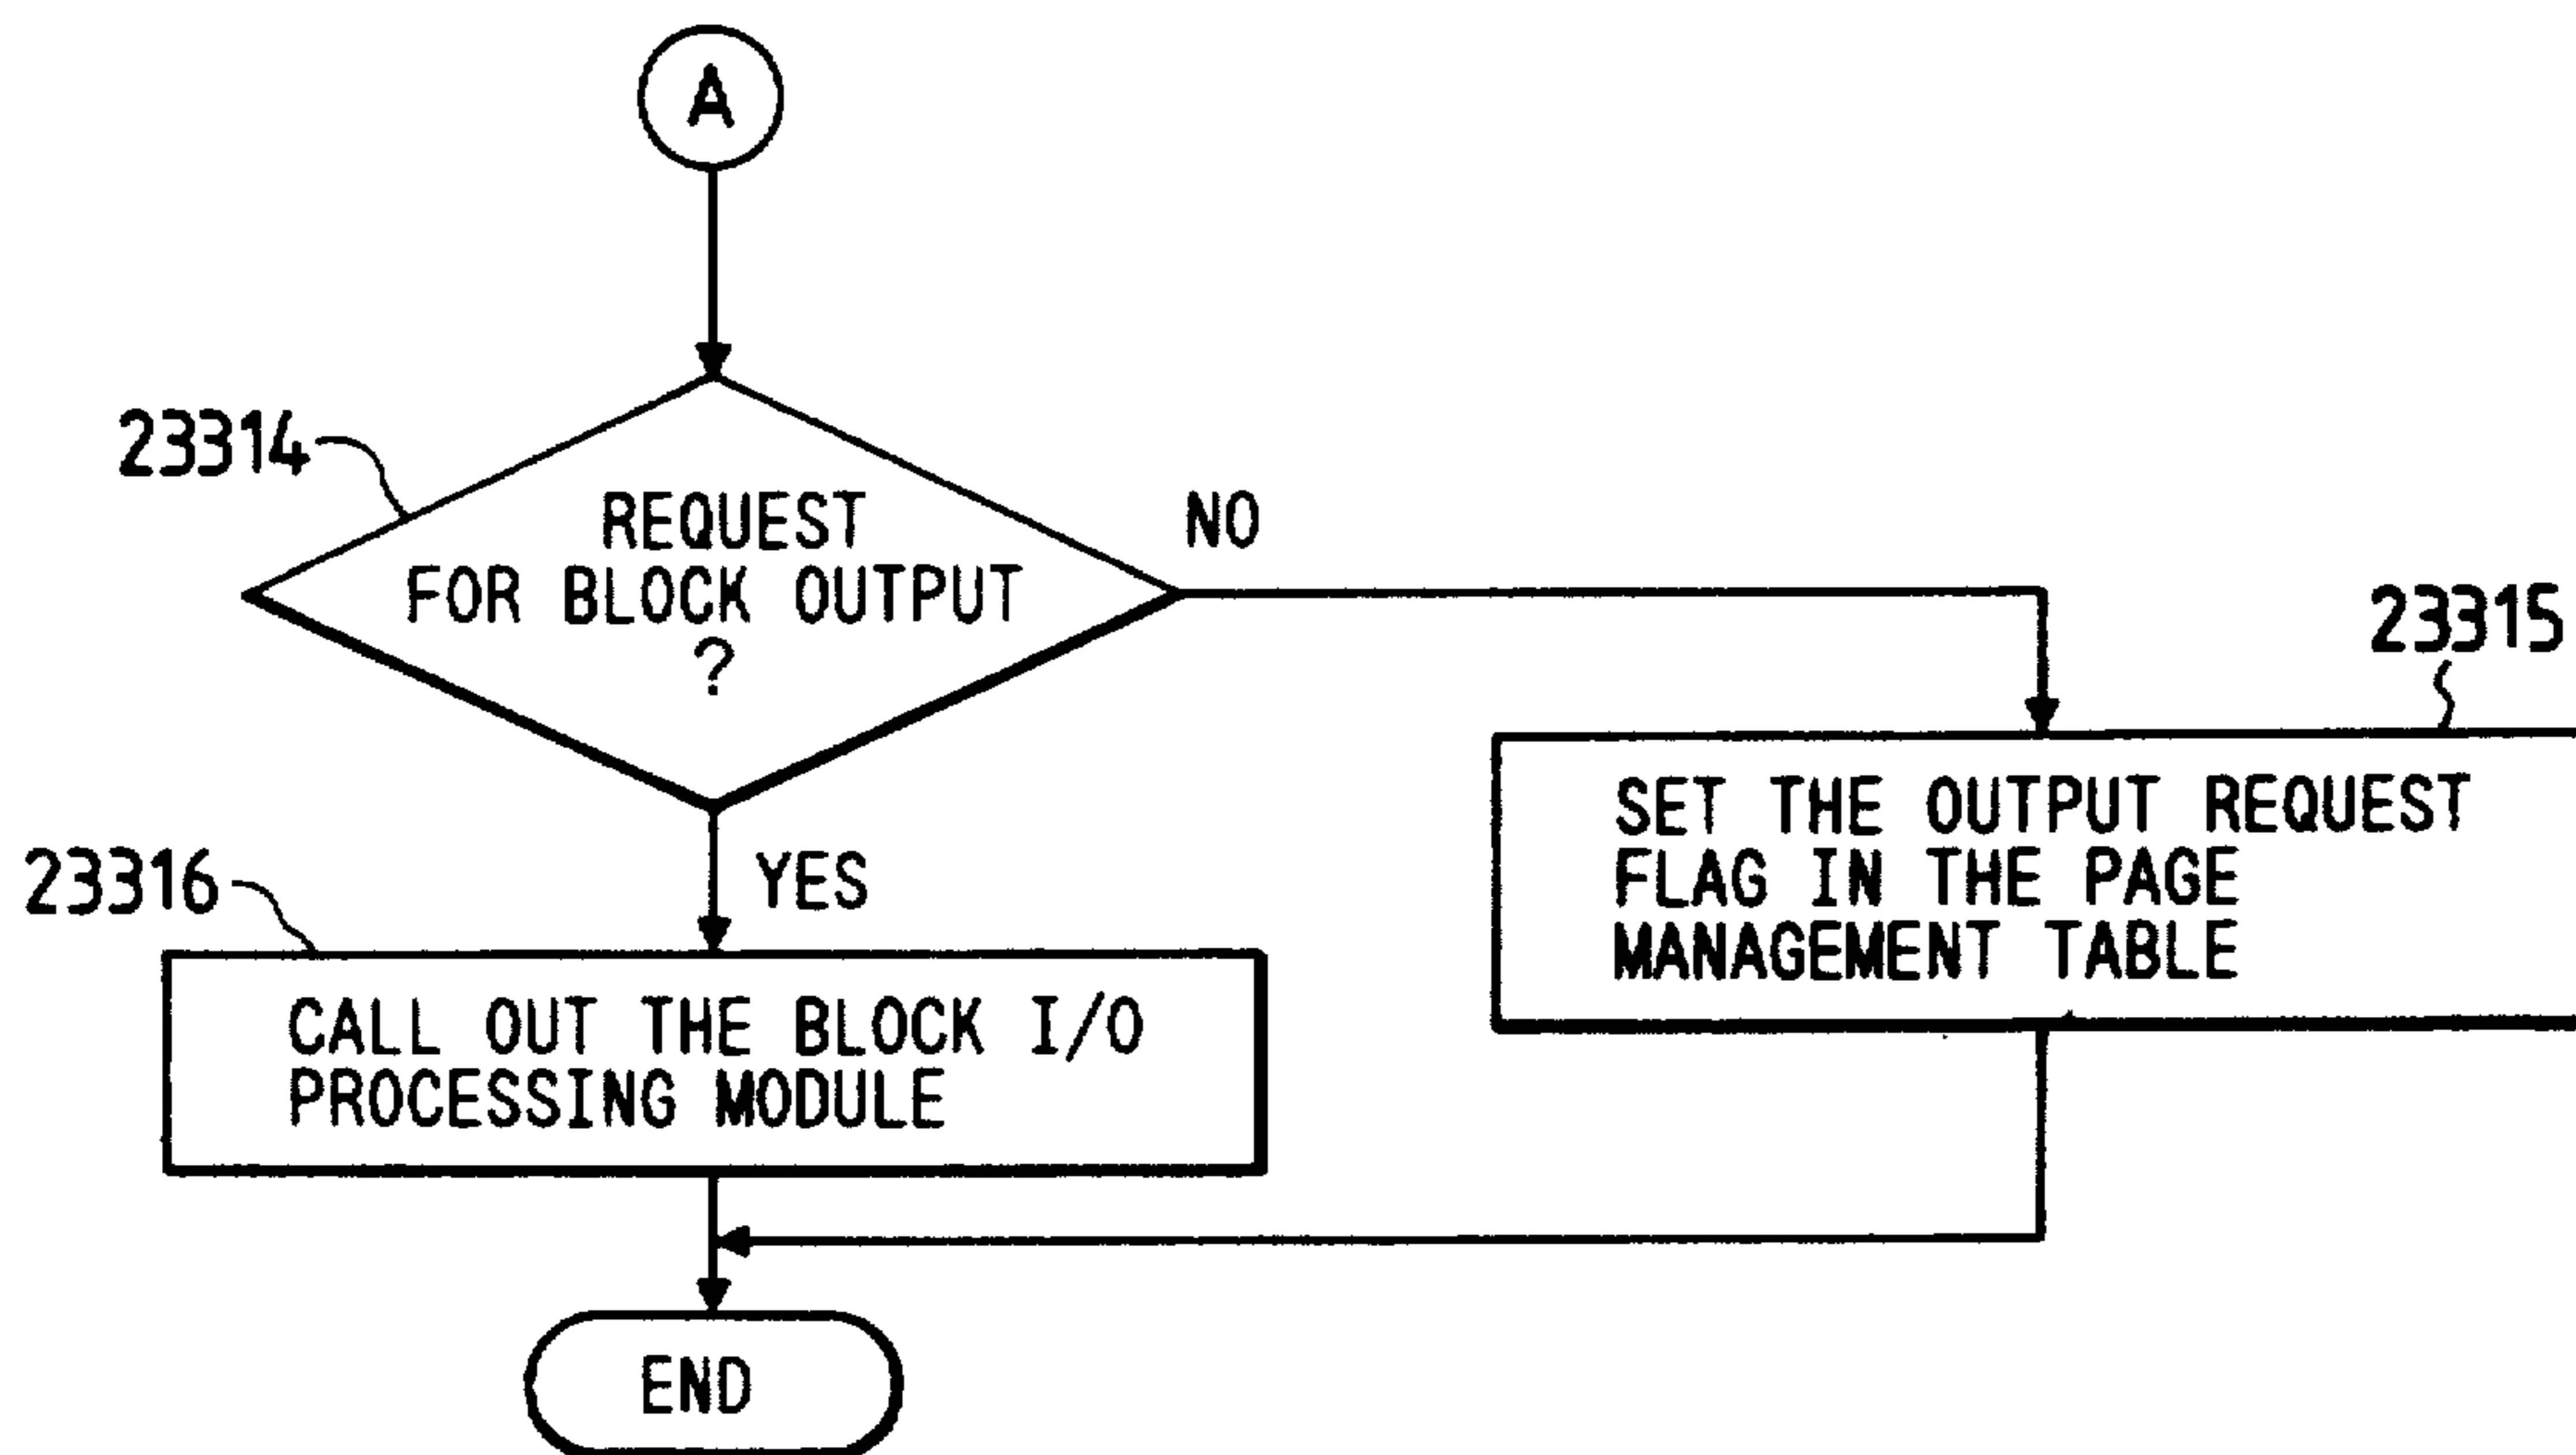 A
23314
REQUEST
FOR BLOCK OUTPUT
?
NO
23315
SET THE OUTPUT REQUEST
FLAG IN THE PAGE
MANAGEMENT TABLE
YES
23316
CALL OUT THE BLOCK I/O
PROCESSING MODULE
END